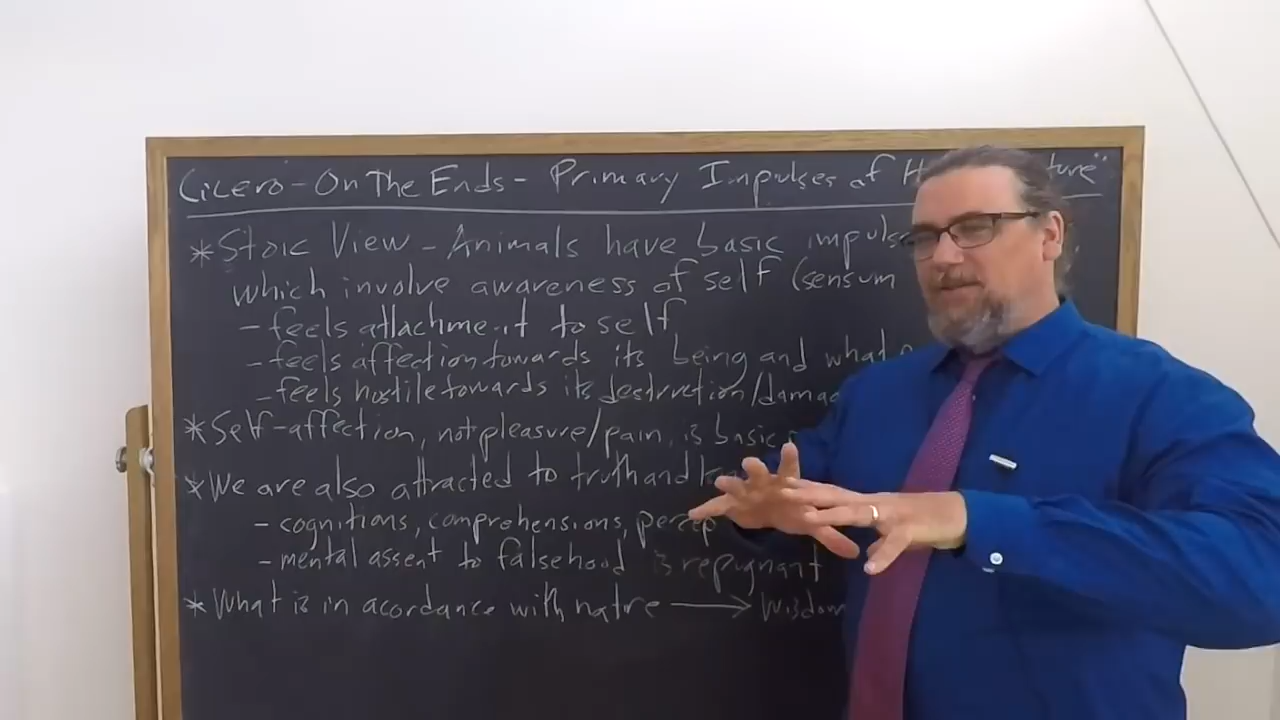 Cicero - On The Ends - Primary Impulses of H ture"
* Stoic View - Animals have basic impuls
which involve awareness of self (sensum
- feels attachment to self
- feels affection towards its being and what
- feels hostile towards its destruction/damag
* Self-affection, not pleasure/pain, is basic
* We are also attracted to truth and
- cognitions, comprehensions, percep
- mental assent to falsehood is repugnant
* What is in acordance with natre → Wisdom